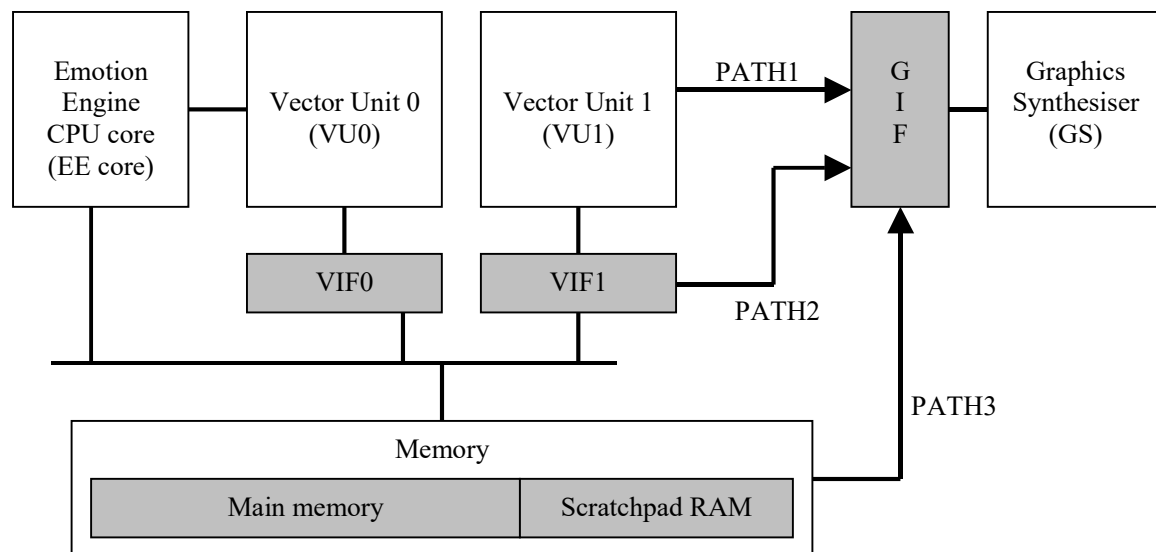 Emotion
Engine
CPU core
(EE core)
Vector Unit 0
(VU0)
Vector Unit 1
(VU1)
PATH1
G
I
F
Graphics
Synthesiser
(GS)
VIF0
VIF1
PATH2
PATH3
Memory
Main memory
Scratchpad RAM